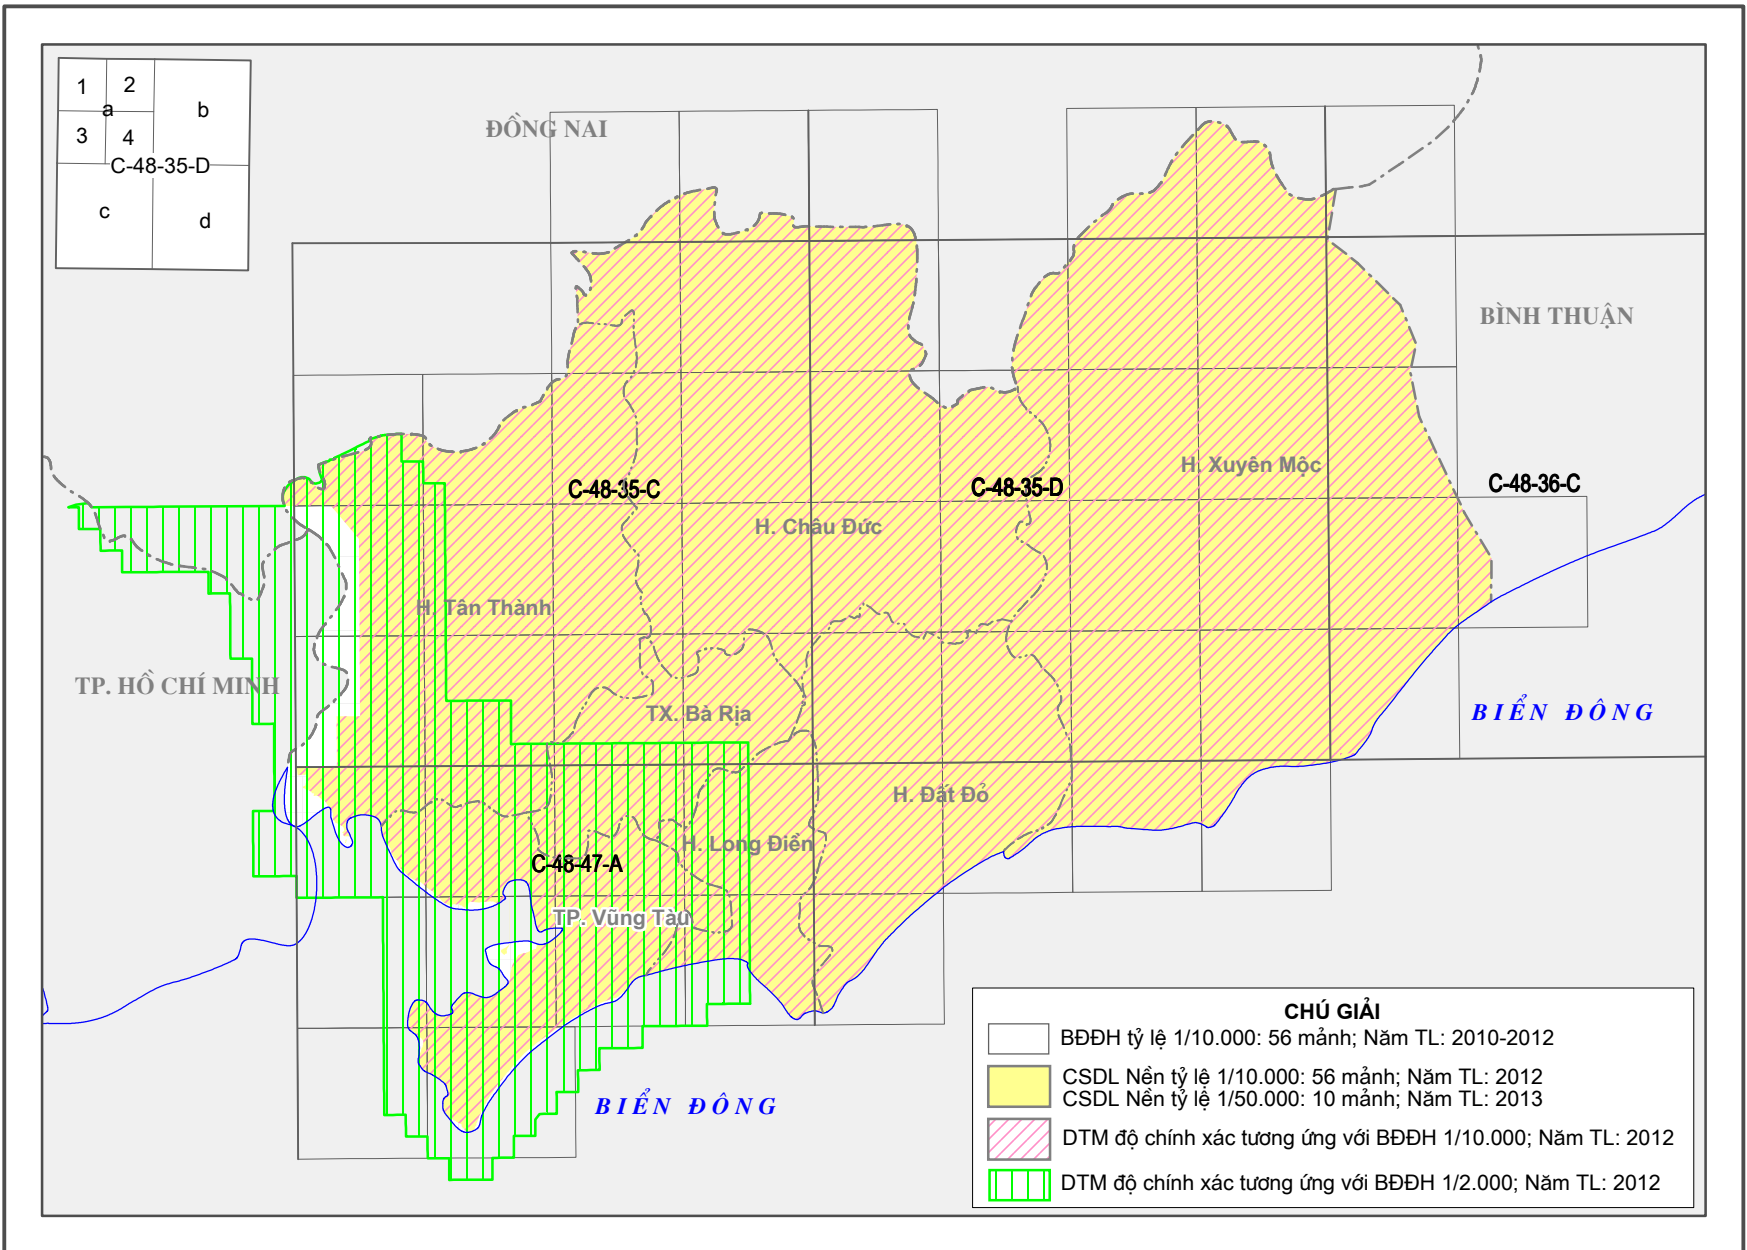 1
2
a
b
3
4
C-48-35-D
c
d
ĐỒNG NAI
BÌNH THUẬN
H. Xuyên Mộc
C-48-35-C
C-48-35-D
C-48-36-C
H. Châu Đức
H. Tân Thành
TP. HỒ CHÍ MINH
TX. Bà Rịa
BIỂN ĐÔNG
H. Đất Đỏ
H. Long Điền
C-48-47-A
TP. Vũng Tàu
BIỂN ĐÔNG
CHÚ GIẢI
BĐĐH tỷ lệ 1/10.000: 56 mảnh; Năm TL: 2010-2012
CSDL Nền tỷ lệ 1/10.000: 56 mảnh; Năm TL: 2012
CSDL Nền tỷ lệ 1/50.000: 10 mảnh; Năm TL: 2013
DTM độ chính xác tương ứng với BĐĐH 1/10.000; Năm TL: 2012
DTM độ chính xác tương ứng với BĐĐH 1/2.000; Năm TL: 2012